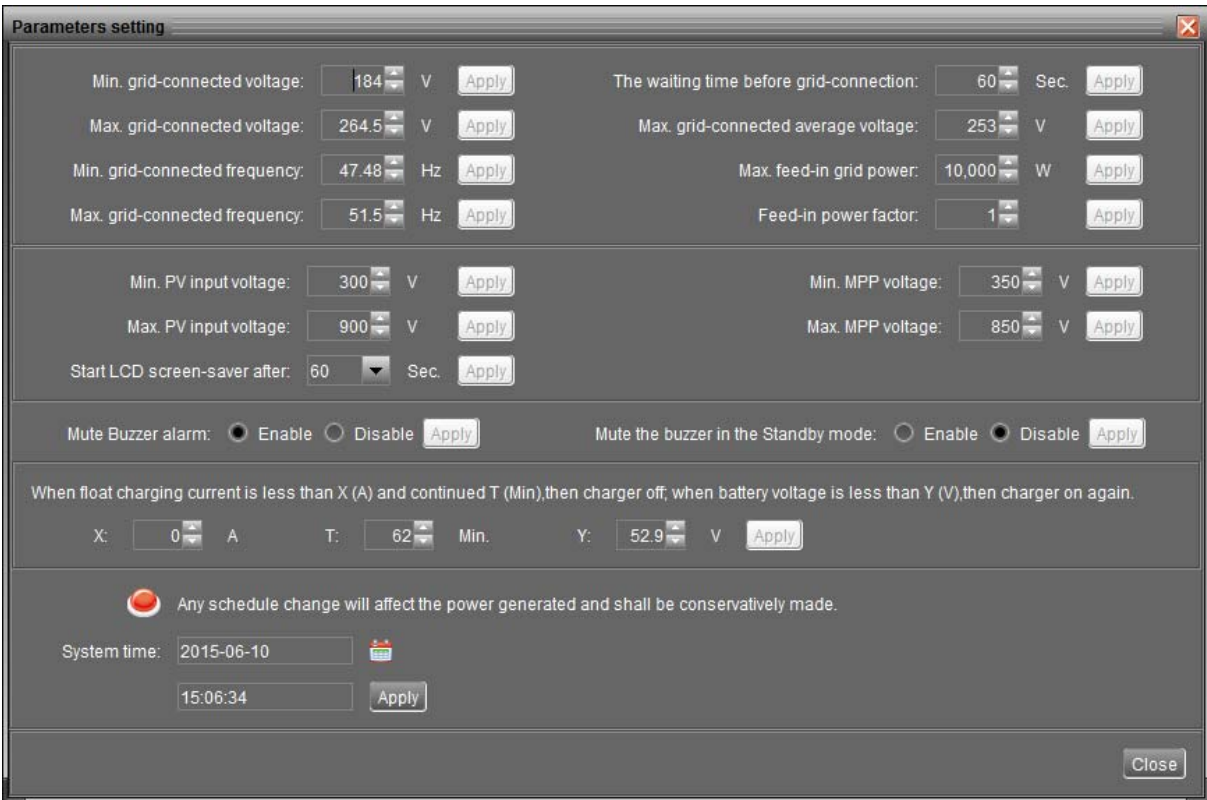 Parameters setting
Min. grid-connected voltage: 184 V Apply The waiting time before grid-connection: 60 Sec. Apply
Max. grid-connected voltage: 264.5 V Apply Max. grid-connected average voltage: 253 V Apply
Min. grid-connected frequency: 47.48 Hz Apply Max. feed-in grid power: 10,000 W Apply
Max. grid-connected frequency: 51.5 Hz Apply Feed-in power factor: 1 Apply
Min. PV input voltage: 300 V Apply Min. MPP voltage: 350 V Apply
Max. PV input voltage: 900 V Apply Max. MPP voltage: 850 V Apply
Start LCD screen-saver after: 60 Sec. Apply
Mute Buzzer alarm: Enable Disable Apply Mute the buzzer in the Standby mode: Enable Disable Apply
When float charging current is less than X (A) and continued T (Min),then charger off; when battery voltage is less than Y (V),then charger on again.
X: 0 A T: 62 Min. Y: 52.9 V Apply
Any schedule change will affect the power generated and shall be conservatively made.
System time: 2015-06-10
15:06:34 Apply
Close